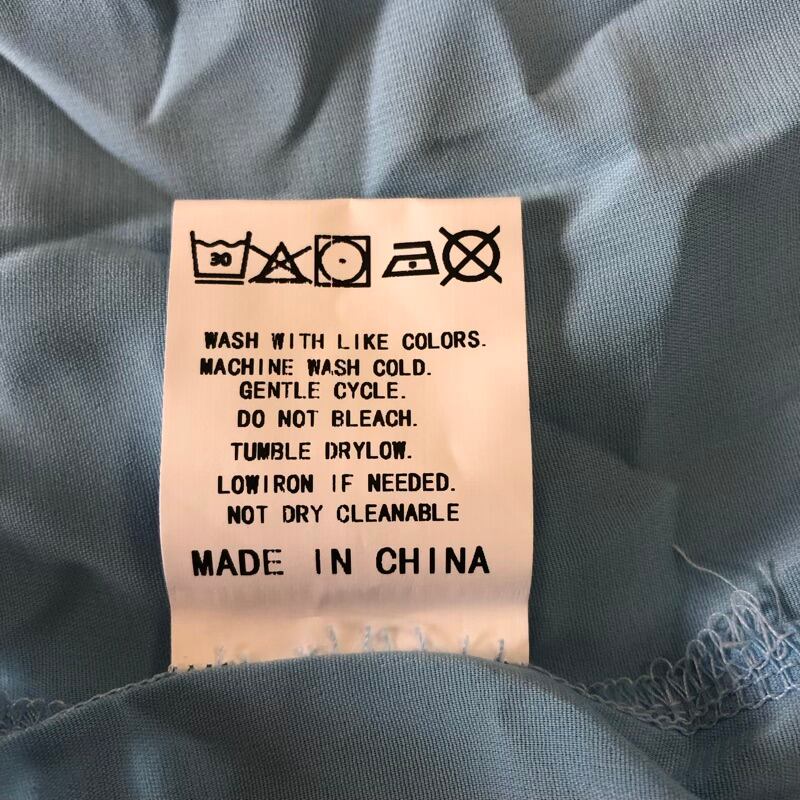 30
WASH WITH LIKE COLORS.
MACHINE WASH COLD.
GENTLE CYCLE.
DO NOT BLEACH.
TUMBLE DRYLOW.
LOWIRON IF NEEDED.
NOT DRY CLEANABLE
MADE IN CHINA